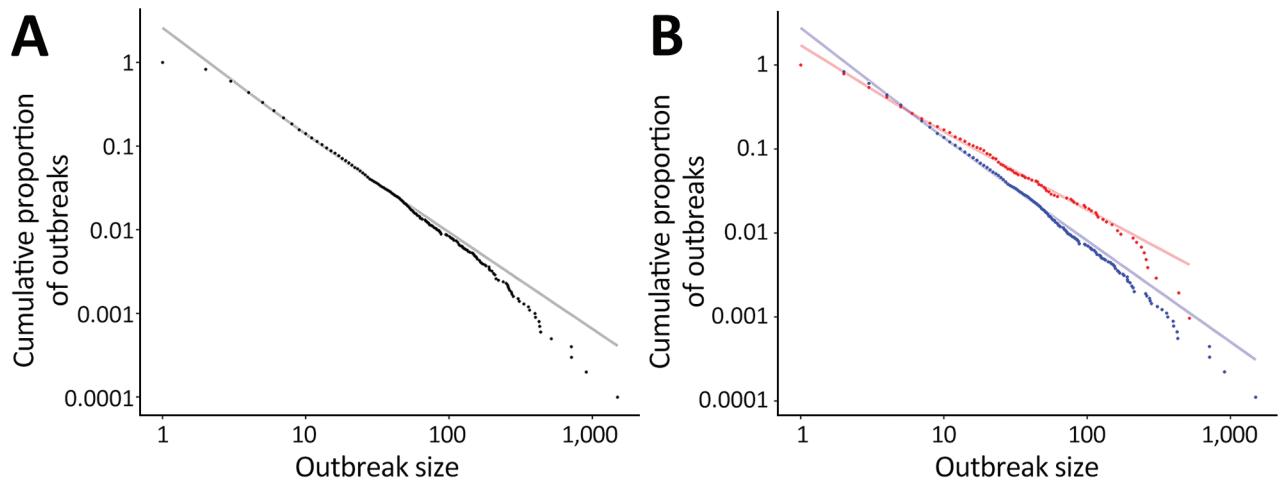 A
Cumulative proportion
of outbreaks
1
0.1
0.01
0.001
0.0001
1
10
100
1,000
Outbreak size
B
Cumulative proportion
of outbreaks
1
0.1
0.01
0.001
0.0001
1
10
100
1,000
Outbreak size